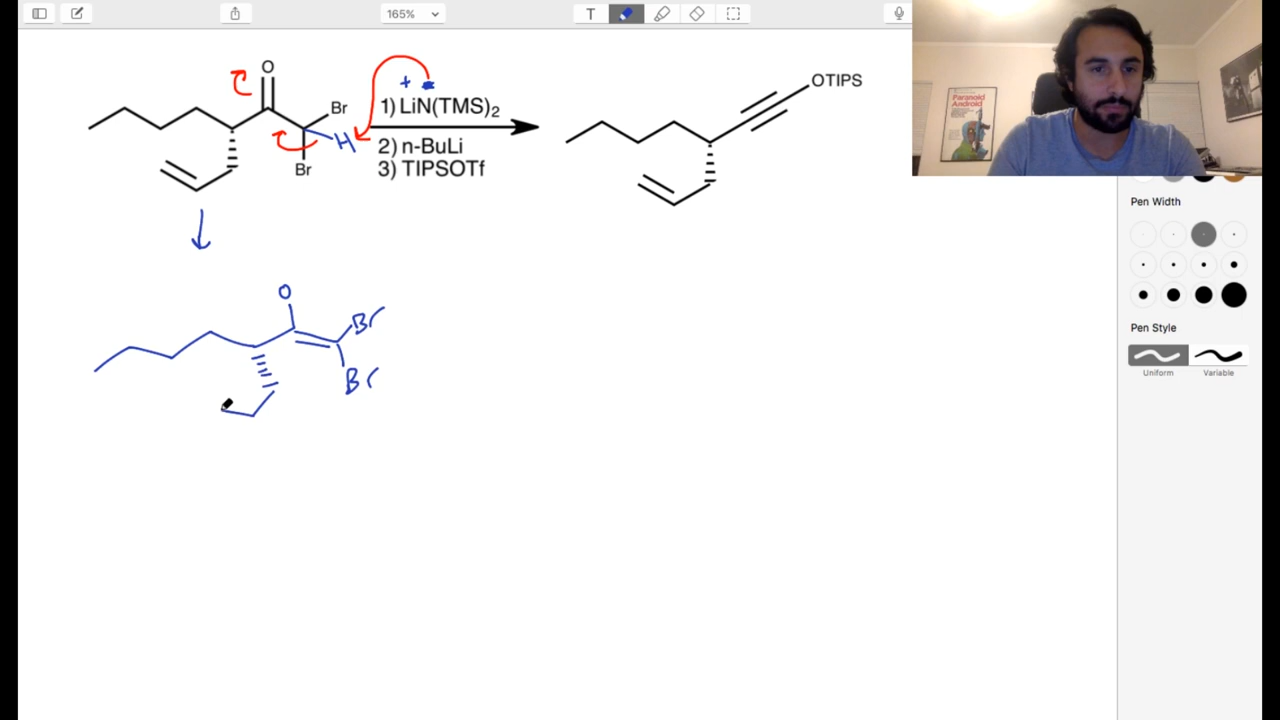 165%
T
O
Br
H
Br
+ -
1) LiN(TMS)2
2) n-BuLi
3) TIPSOTf
OTIPS
Paranoid
Android
O
Br
Br
Pen Width
Pen Style
Uniform
Variable